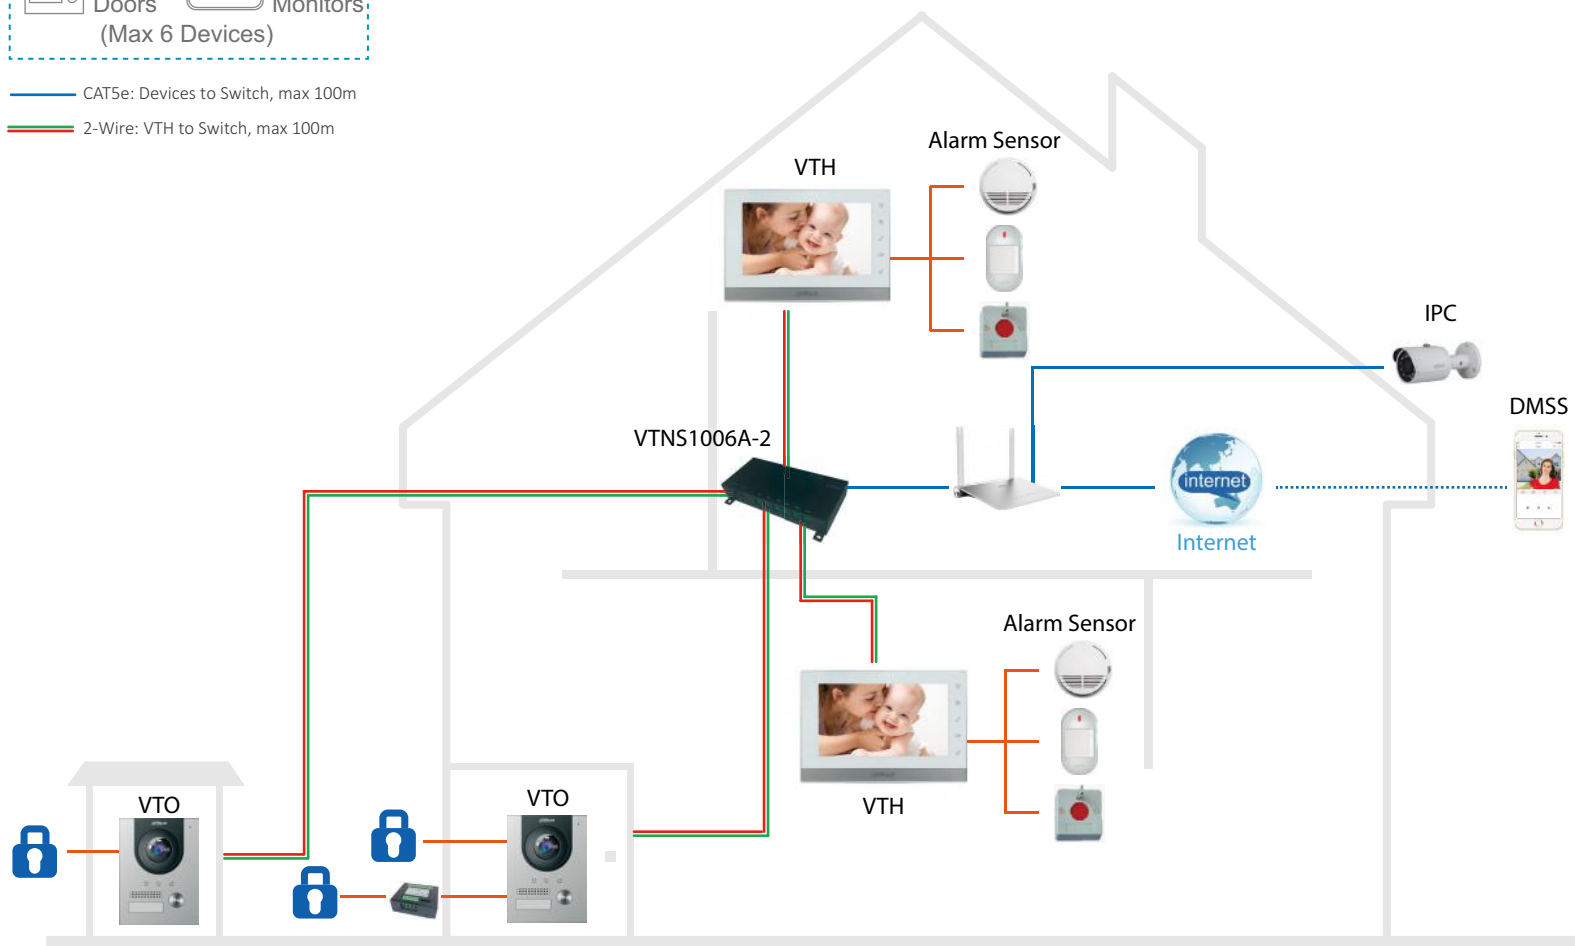 Doors
Monitors
(Max 6 Devices)
CAT5e: Devices to Switch, max 100m
2-Wire: VTH to Switch, max 100m
Alarm Sensor
VTH
IPC
DMSS
VTNS1006A-2
internet
Internet
Alarm Sensor
VTH
VTO
VTO